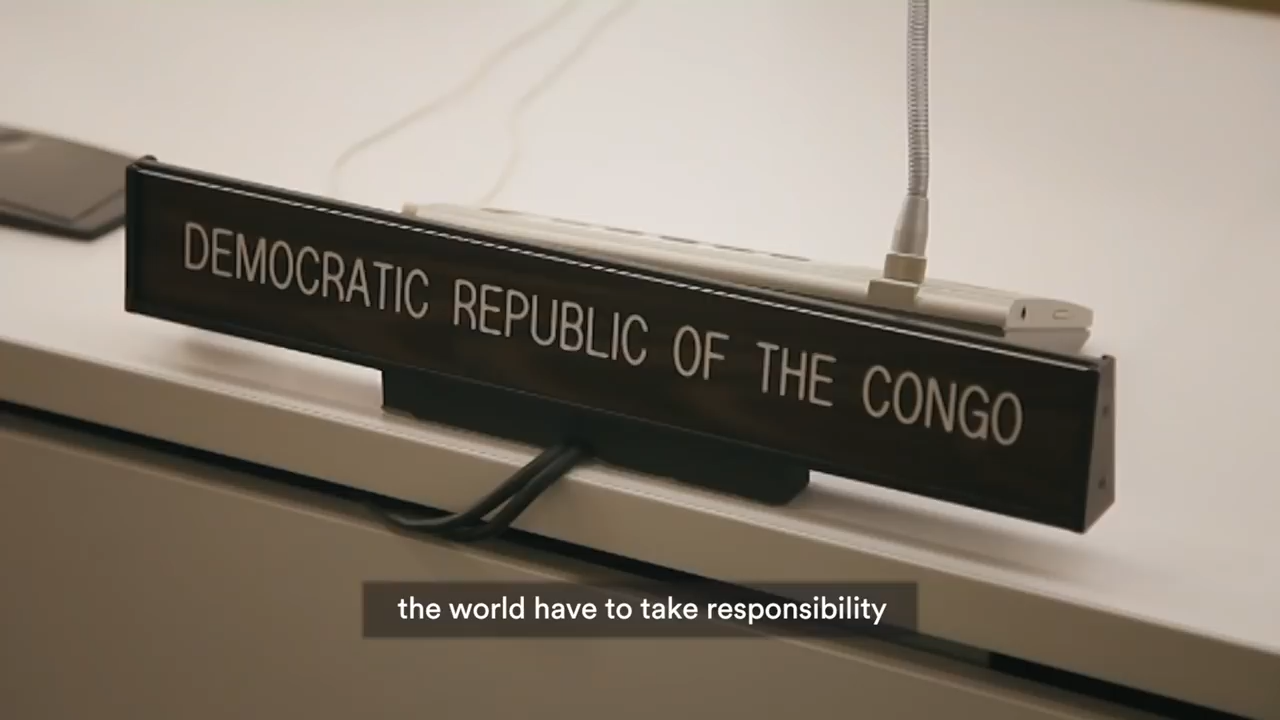 DEMOCRATIC REPUBLIC OF THE CONGO
the world have to take responsibility